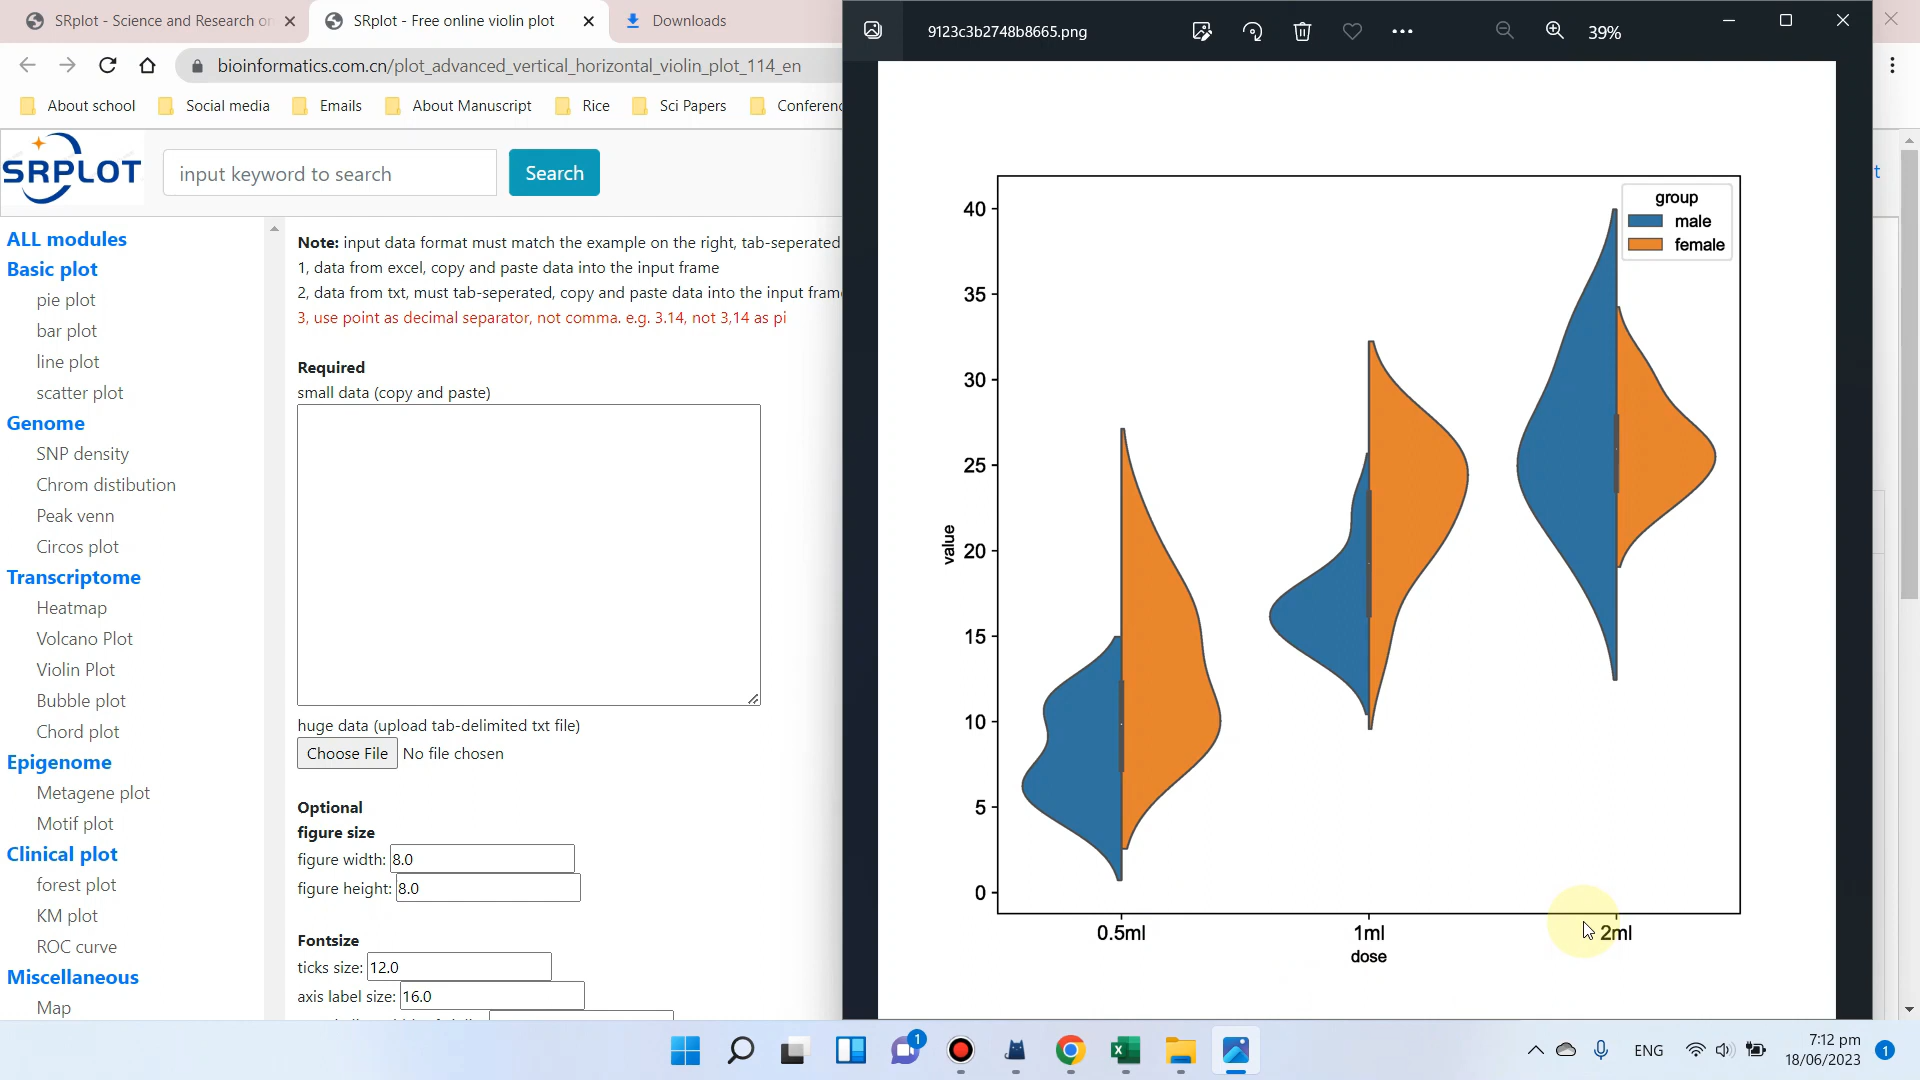 SRplot - Science and Research or
SRplot - Free online violin plot
Downloads
bioinformatics.com.cn/plot_advanced_vertical_horizontal_violin_plot_114_en
About school
Social media
Emails
About Manuscript
Rice
Sci Papers
Conferenc
SRPLOT
input keyword to search
Search
ALL modules
Basic plot
pie plot
bar plot
line plot
scatter plot
Genome
SNP density
Chrom distibution
Peak venn
Circos plot
Transcriptome
Heatmap
Volcano Plot
Violin Plot
Bubble plot
Chord plot
Epigenome
Metagene plot
Motif plot
Clinical plot
forest plot
KM plot
ROC curve
Miscellaneous
Map
Note: input data format must match the example on the right, tab-seperated
1, data from excel, copy and paste data into the input frame
2, data from txt, must tab-seperated, copy and paste data into the input fram
3, use point as decimal separator, not comma. e.g. 3.14, not 3,14 as pi
Required
small data (copy and paste)
huge data (upload tab-delimited txt file)
Choose File No file chosen
Optional
figure size
figure width: 8.0
figure height: 8.0
Fontsize
ticks size: 12.0
axis label size: 16.0
9123c3b2748b8665.png
39%
group
male
female
40
35
30
25
20
15
10
5
0
value
0.5ml
1ml
2ml
dose
t
1
ENG
7:12 pm
18/06/2023
1